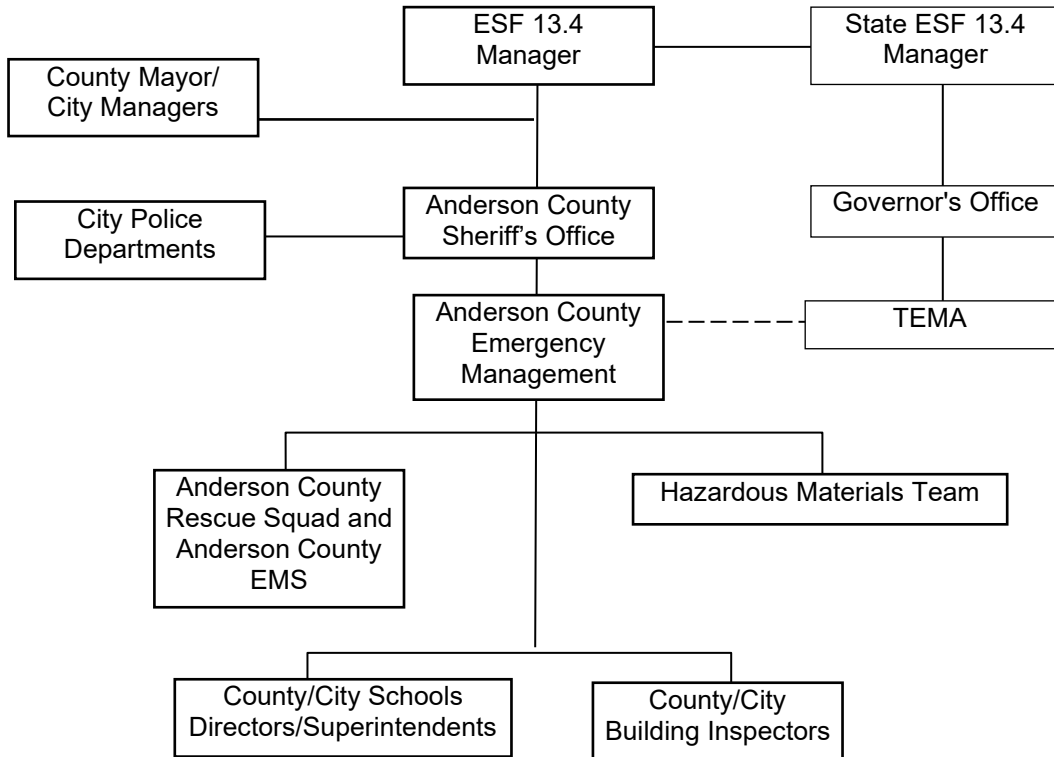 ESF 13.4
Manager
State ESF 13.4
Manager
County Mayor/
City Managers
City Police
Departments
Anderson County
Sheriff’s Office
Governor's Office
Anderson County
Emergency
Management
TEMA
Anderson County
Rescue Squad and
Anderson County
EMS
Hazardous Materials Team
County/City Schools
Directors/Superintendents
County/City
Building Inspectors